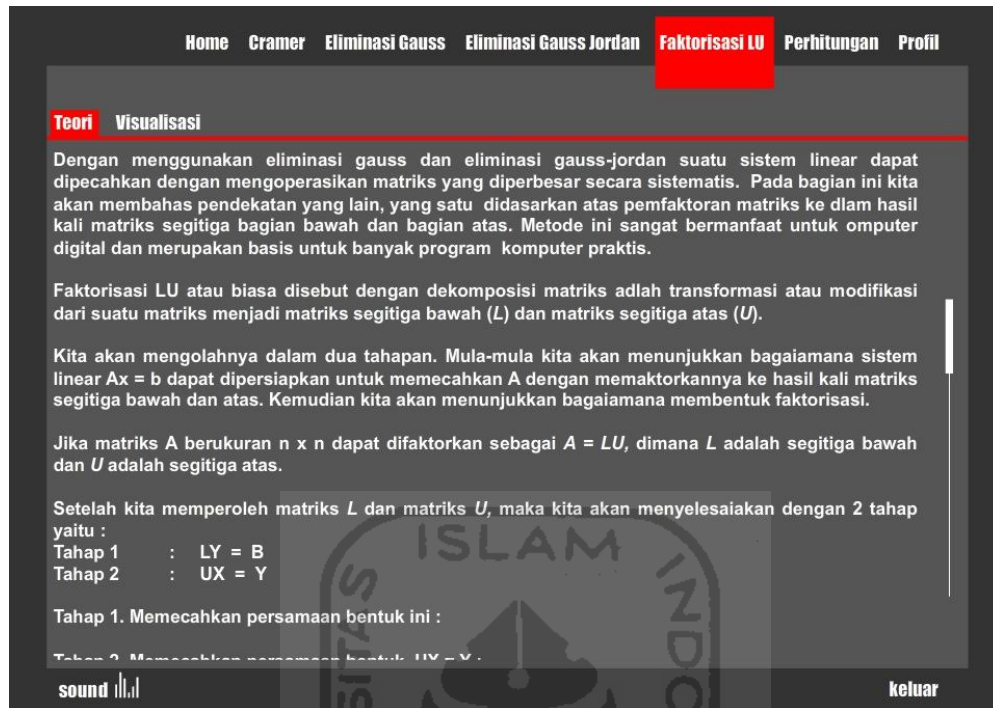 Home Cramer Eliminasi Gauss Eliminasi Gauss Jordan Faktorisasi LU Perhitungan Profil
Teori Visualisasi
Dengan menggunakan eliminasi gauss dan eliminasi gauss-jordan suatu sistem linear dapat
dipecahkan dengan mengoperasikan matriks yang diperbesar secara sistematis. Pada bagian ini kita
akan membahas pendekatan yang lain, yang satu didasarkan atas pemfaktoran matriks ke dlam hasil
kali matriks segitiga bagian bawah dan bagian atas. Metode ini sangat bermanfaat untuk omputer
digital dan merupakan basis untuk banyak program komputer praktis.
Faktorisasi LU atau biasa disebut dengan dekomposisi matriks adlah transformasi atau modifikasi
dari suatu matriks menjadi matriks segitiga bawah (L) dan matriks segitiga atas (U).
Kita akan mengolahnya dalam dua tahapan. Mula-mula kita akan menunjukkan bagaiamana sistem
linear Ax = b dapat dipersiapkan untuk memecahkan A dengan memaktorkannya ke hasil kali matriks
segitiga bawah dan atas. Kemudian kita akan menunjukkan bagaiamana membentuk faktorisasi.
Jika matriks A berukuran n x n dapat difaktorkan sebagai A = LU, dimana L adalah segitiga bawah
dan U adalah segitiga atas.
Setelah kita memperoleh matriks L dan matriks U, maka kita akan menyelesaiakan dengan 2 tahap
yaitu :
Tahap 1 : LY = B
Tahap 2 : UX = Y
Tahap 1. Memecahkan persamaan bentuk ini :
Tahap 2. Memecahkan persamaan bentuk UX = Y :
sound keluar
ISLAM